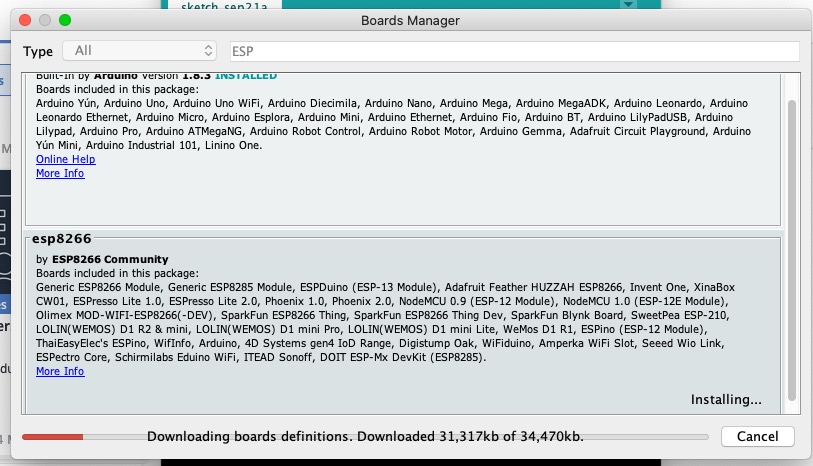 sketch_sep21a
Boards Manager
Type All ESP
Built-In by Arduino version 1.8.3 INSTALLED
Boards included in this package:
Arduino Yún, Arduino Uno, Arduino Uno WiFi, Arduino Diecimila, Arduino Nano, Arduino Mega, Arduino MegaADK, Arduino Leonardo, Arduino
Leonardo Ethernet, Arduino Micro, Arduino Esplora, Arduino Mini, Arduino Ethernet, Arduino Fio, Arduino BT, Arduino LilyPadUSB, Arduino
Lilypad, Arduino Pro, Arduino ATMegaNG, Arduino Robot Control, Arduino Robot Motor, Arduino Gemma, Adafruit Circuit Playground, Arduino
Yún Mini, Arduino Industrial 101, Linino One.
Online Help
More Info
esp8266
by ESP8266 Community
Boards included in this package:
Generic ESP8266 Module, Generic ESP8285 Module, ESPDuino (ESP-13 Module), Adafruit Feather HUZZAH ESP8266, Invent One, XinaBox
CW01, ESPresso Lite 1.0, ESPresso Lite 2.0, Phoenix 1.0, Phoenix 2.0, NodeMCU 0.9 (ESP-12 Module), NodeMCU 1.0 (ESP-12E Module),
Olimex MOD-WIFI-ESP8266(-DEV), SparkFun ESP8266 Thing, SparkFun ESP8266 Thing Dev, SparkFun Blynk Board, SweetPea ESP-210,
LOLIN(WEMOS) D1 R2 & mini, LOLIN(WEMOS) D1 mini Pro, LOLIN(WEMOS) D1 mini Lite, WeMos D1 R1, ESPino (ESP-12 Module),
ThaiEasyElec's ESPino, WifInfo, Arduino, 4D Systems gen4 IoD Range, Digistump Oak, WiFiduino, Amperka WiFi Slot, Seeed Wio Link,
ESPectro Core, Schirmilabs Eduino WiFi, ITEAD Sonoff, DOIT ESP-Mx DevKit (ESP8285).
More Info
Installing...
Downloading boards definitions. Downloaded 31,317kb of 34,470kb.
Cancel